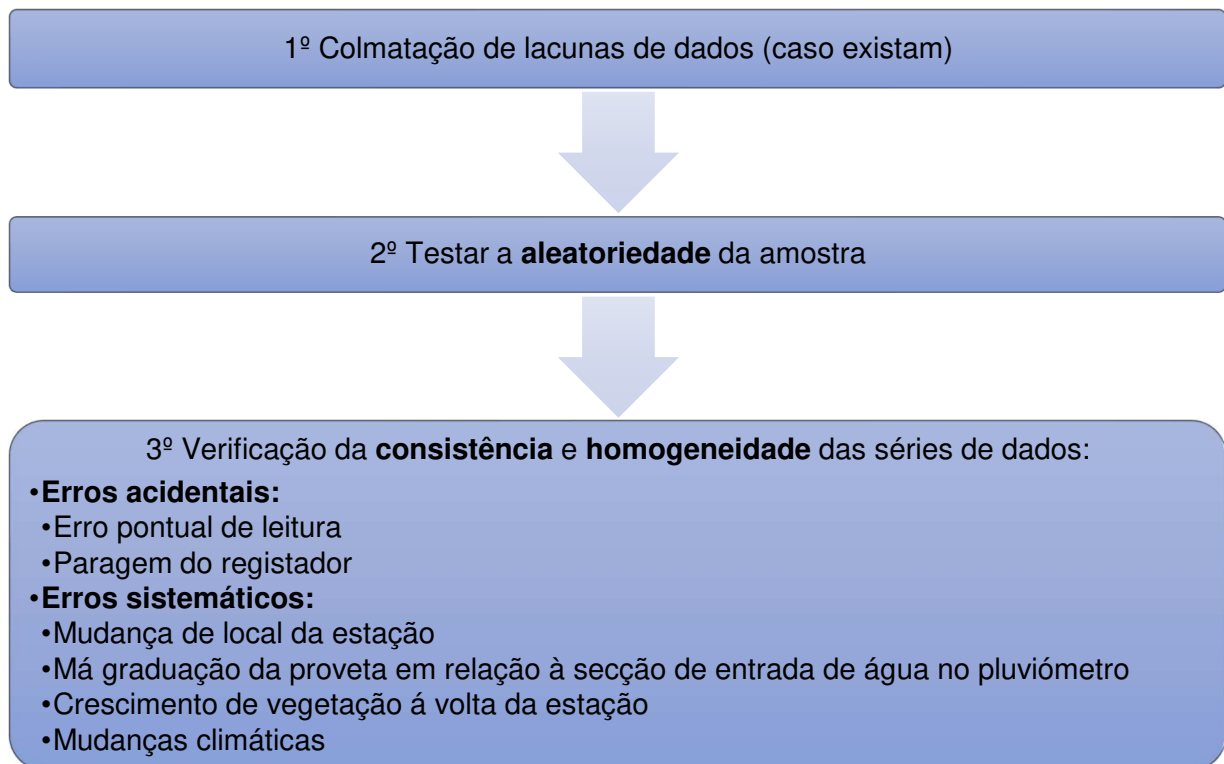 1º Colmatação de lacunas de dados (caso existam)
2º Testar a aleatoriedade da amostra
3º Verificação da consistência e homogeneidade das séries de dados:
•Erros acidentais:
•Erro pontual de leitura
•Paragem do registador
•Erros sistemáticos:
•Mudança de local da estação
•Má graduação da proveta em relação à secção de entrada de água no pluviómetro
•Crescimento de vegetação á volta da estação
•Mudanças climáticas